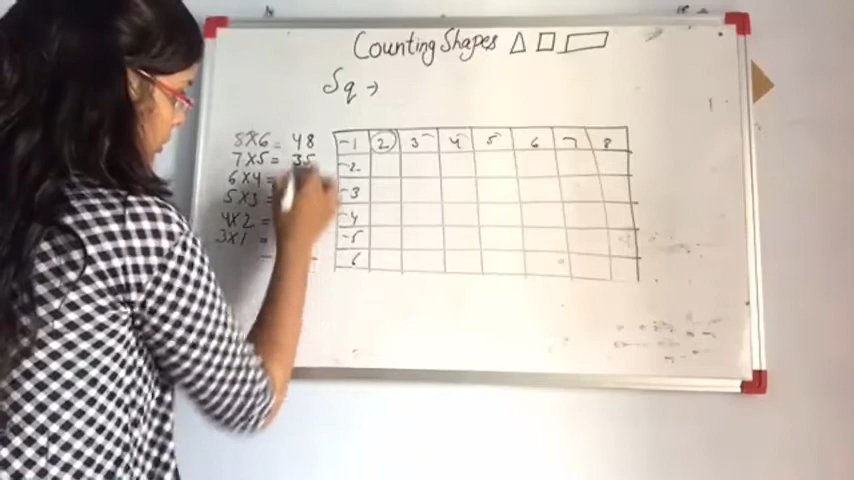 Counting Shapes
Sq →
8x6 = 48
7x5 = 35
6x4 =
5x3 =
4x2 =
3x1 =
1 2 3 4 5 6 7 8
2
3
4
5
6